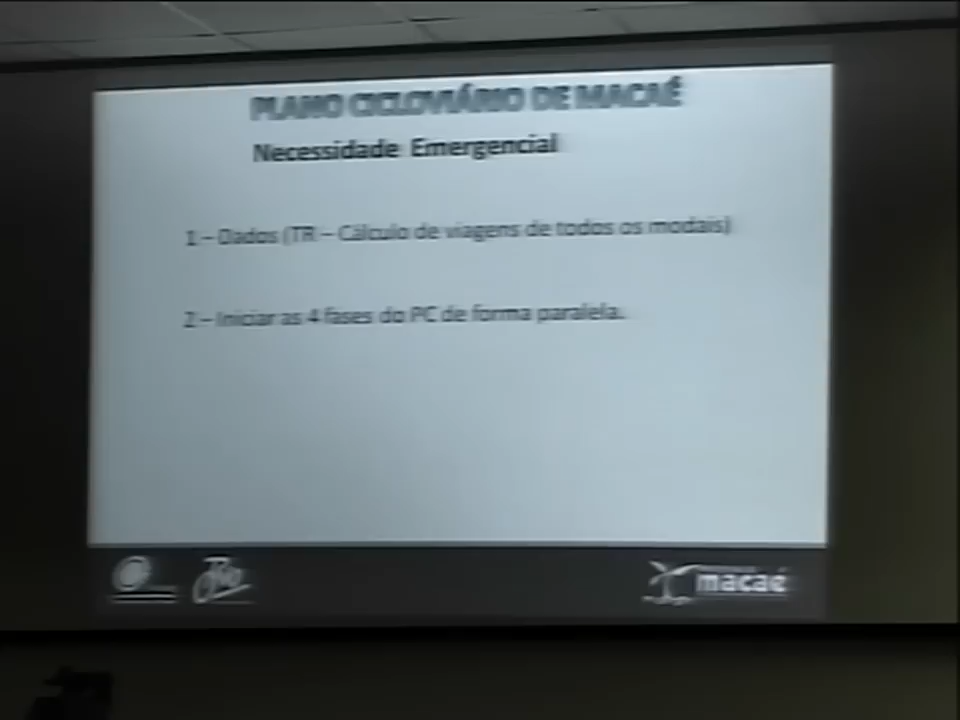 PLANO CICLOVIÁRIO DE MACAÉ
Necessidade Emergencial
1 – Dados (TR – Cálculo de viagens de todos os modais)
2 – Iniciar as 4 fases do PC de forma paralela.
macaé